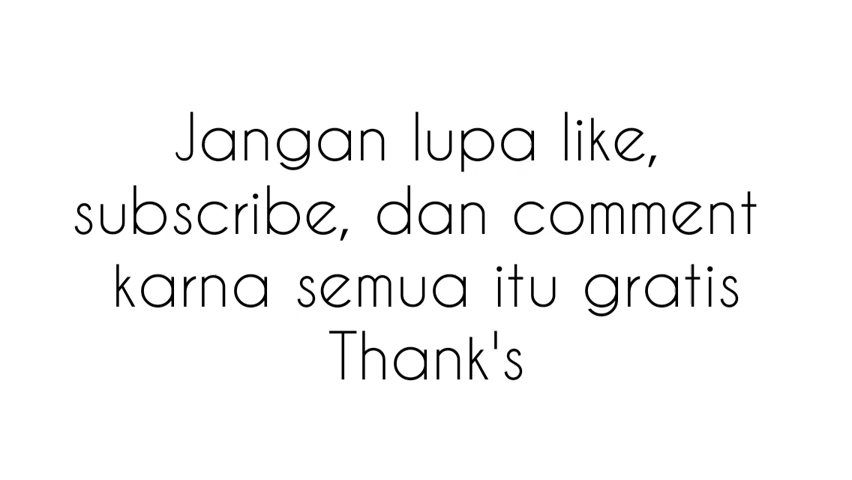 Jangan lupa like,
subscribe, dan comment
karna semua itu gratis
Thank's